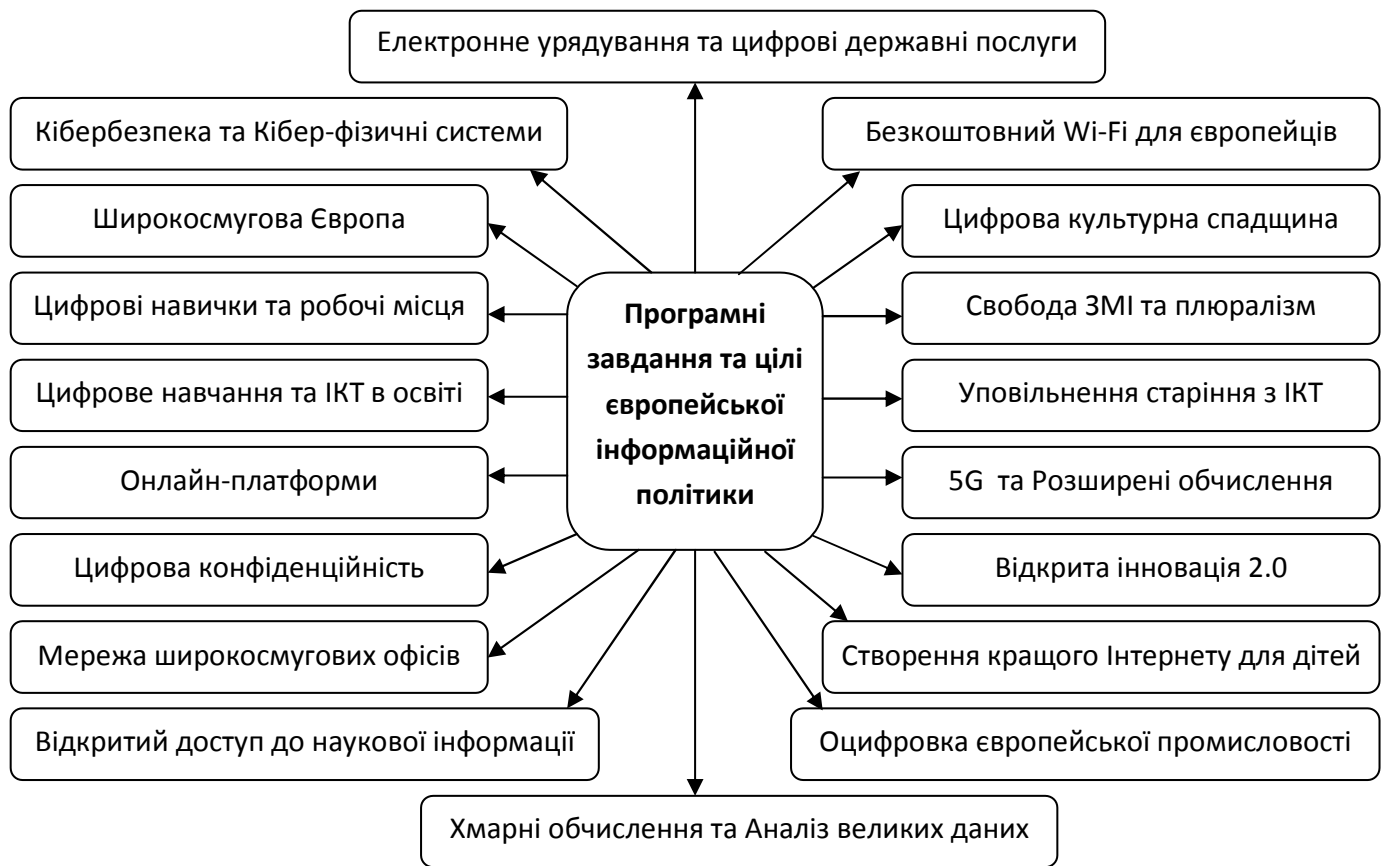 Електронне урядування та цифрові державні послуги
Кібербезпека та Кібер-фізичні системи
Безкоштовний Wi-Fi для європейців
Широкосмугова Європа
Цифрова культурна спадщина
Цифрові навички та робочі місця
Свобода ЗМІ та плюралізм
Цифрове навчання та ІКТ в освіті
Уповільнення старіння з ІКТ
Онлайн-платформи
5G та Розширені обчислення
Програмні
завдання та цілі
європейської
інформаційної
політики
Цифрова конфіденційність
Відкрита інновація 2.0
Мережа широкосмугових офісів
Створення кращого Інтернету для дітей
Відкритий доступ до наукової інформації
Оцифровка європейської промисловості
Хмарні обчислення та Аналіз великих даних